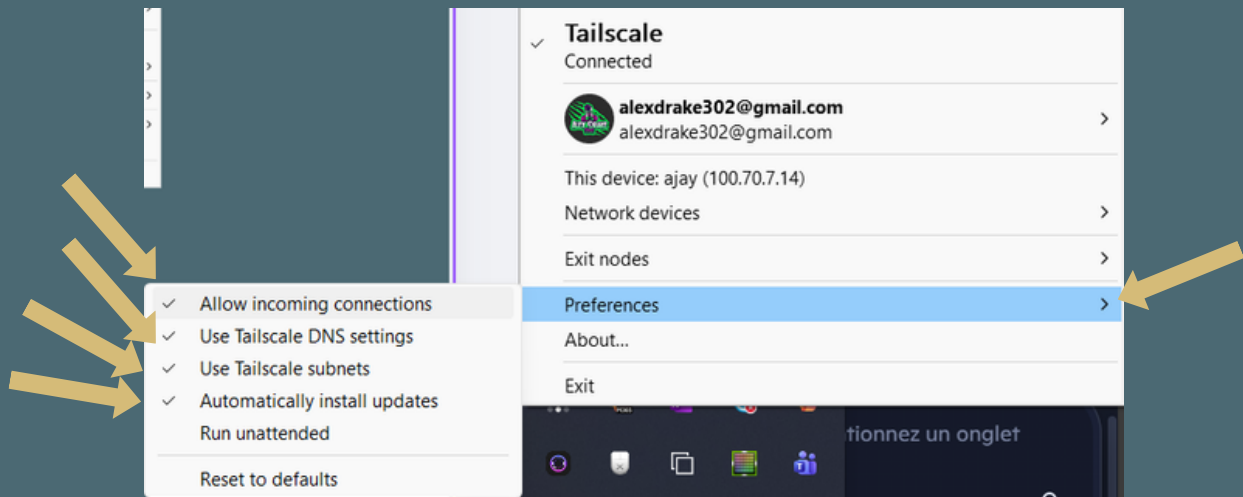 Tailscale
Connected
alexdrake302@gmail.com
alexdrake302@gmail.com
This device: ajay (100.70.7.14)
Network devices
Exit nodes
Preferences
About...
Exit
Allow incoming connections
Use Tailscale DNS settings
Use Tailscale subnets
Automatically install updates
Run unattended
Reset to defaults
tionnez un onglet